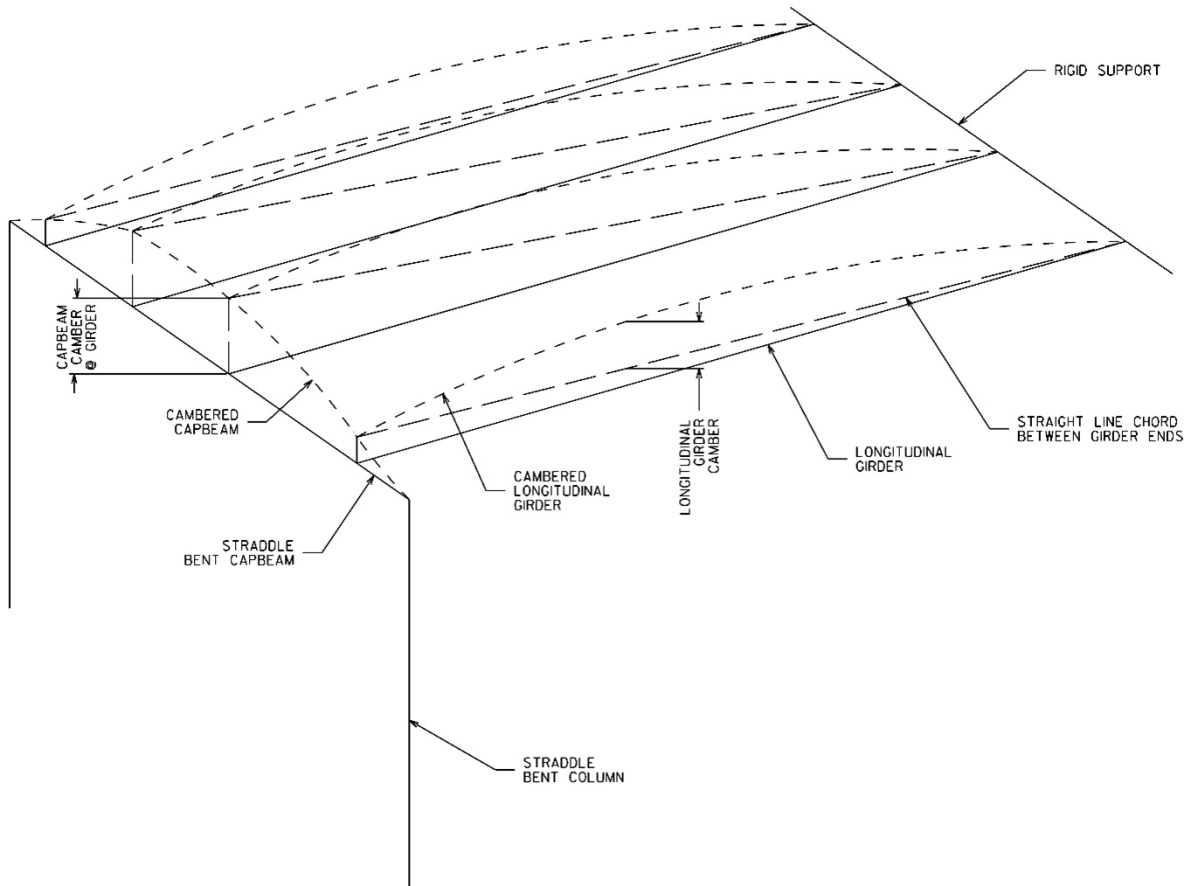 RIGID SUPPORT
CAPBEAM
CAMBER
@ GIRDER
CAMBERED
CAPBEAM
STRADDLE
BENT CAPBEAM
CAMBERED
LONGITUDINAL
GIRDER
LONGITUDINAL
GIRDER
CAMBER
LONGITUDINAL
GIRDER
STRAIGHT LINE CHORD
BETWEEN GIRDER ENDS
STRADDLE
BENT COLUMN